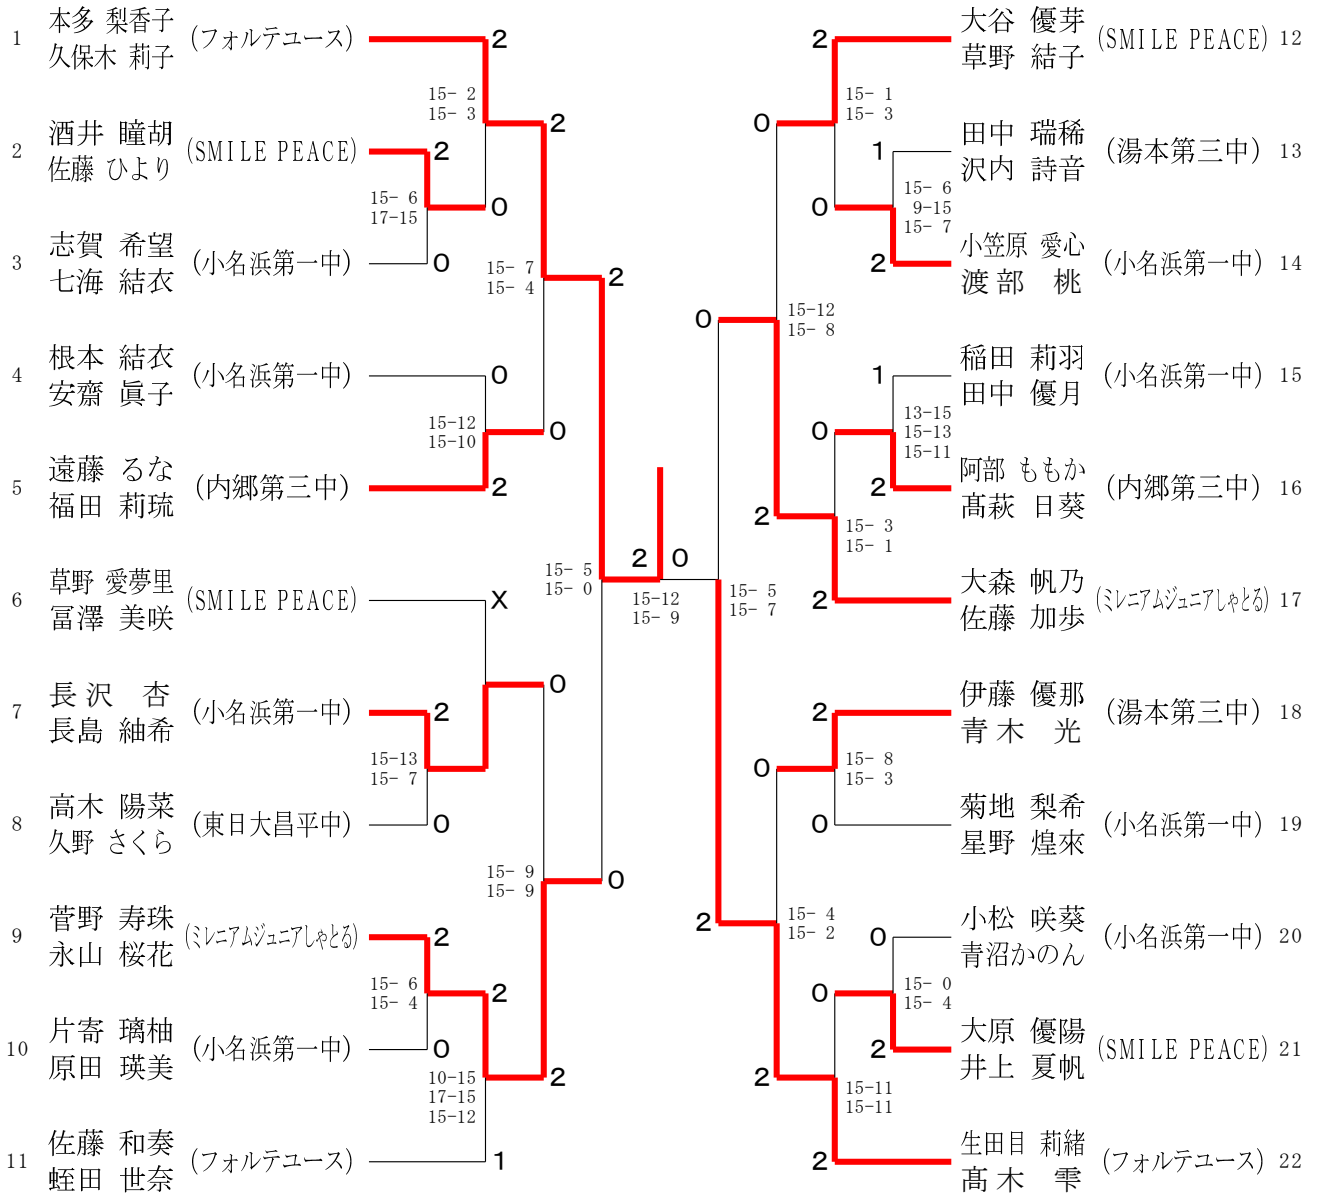 1 本多 梨香子 (フォルテユース)
久保木 莉子
2 酒井 瞳胡 (SMILE PEACE)
佐藤 ひより
3 志賀 希望 (小名浜第一中)
七海 結衣
4 根本 結衣 (小名浜第一中)
安齋 眞子
5 遠藤 るな (内郷第三中)
福田 莉琉
6 草野 愛夢里 (SMILE PEACE)
冨澤 美咲
7 長沢 杏 (小名浜第一中)
長島 紬希
8 高木 陽菜 (東日大昌平中)
久野 さくら
9 菅野 寿珠 (ミレニアムジュニアしゃとる)
永山 桜花
10 片寄 璃柚 (小名浜第一中)
原田 瑛美
11 佐藤 和奏 (フォルテユース)
蛭田 世奈
2
15- 2
15- 3
2
2
15- 6
17-15
0
0
15- 7
15- 4
2
0
15-12
15-10
0
2
15- 5
15- 0
X
0
2
15-13
15- 7
0
15- 9
15- 9
0
2
15- 6
15- 4
2
0
10-15
17-15
15-12
2
1
2 0
15-12
15- 9
2
15- 1
15- 3
0
1
15- 6
9-15
15- 7
0
2
15-12
15- 8
0
1
13-15
15-13
15-11
0
2
2
15- 3
15- 1
2
15- 5
15- 7
2
15- 8
15- 3
0
0
15- 4
15- 2
2
0
15- 0
15- 4
0
2
2
15-11
15-11
2
大谷 優芽 (SMILE PEACE) 12
草野 結子
田中 瑞稀 (湯本第三中) 13
沢内 詩音
小笠原 愛心 (小名浜第一中) 14
渡部 桃
稲田 莉羽 (小名浜第一中) 15
田中 優月
阿部 ももか (内郷第三中) 16
髙萩 日葵
大森 帆乃 (ミレニアムジュニアしゃとる) 17
佐藤 加歩
伊藤 優那 (湯本第三中) 18
青木 光
菊地 梨希 (小名浜第一中) 19
星野 煌來
小松 咲葵 (小名浜第一中) 20
青沼かのん
大原 優陽 (SMILE PEACE) 21
井上 夏帆
生田目 莉緒 (フォルテユース) 22
髙木 雫